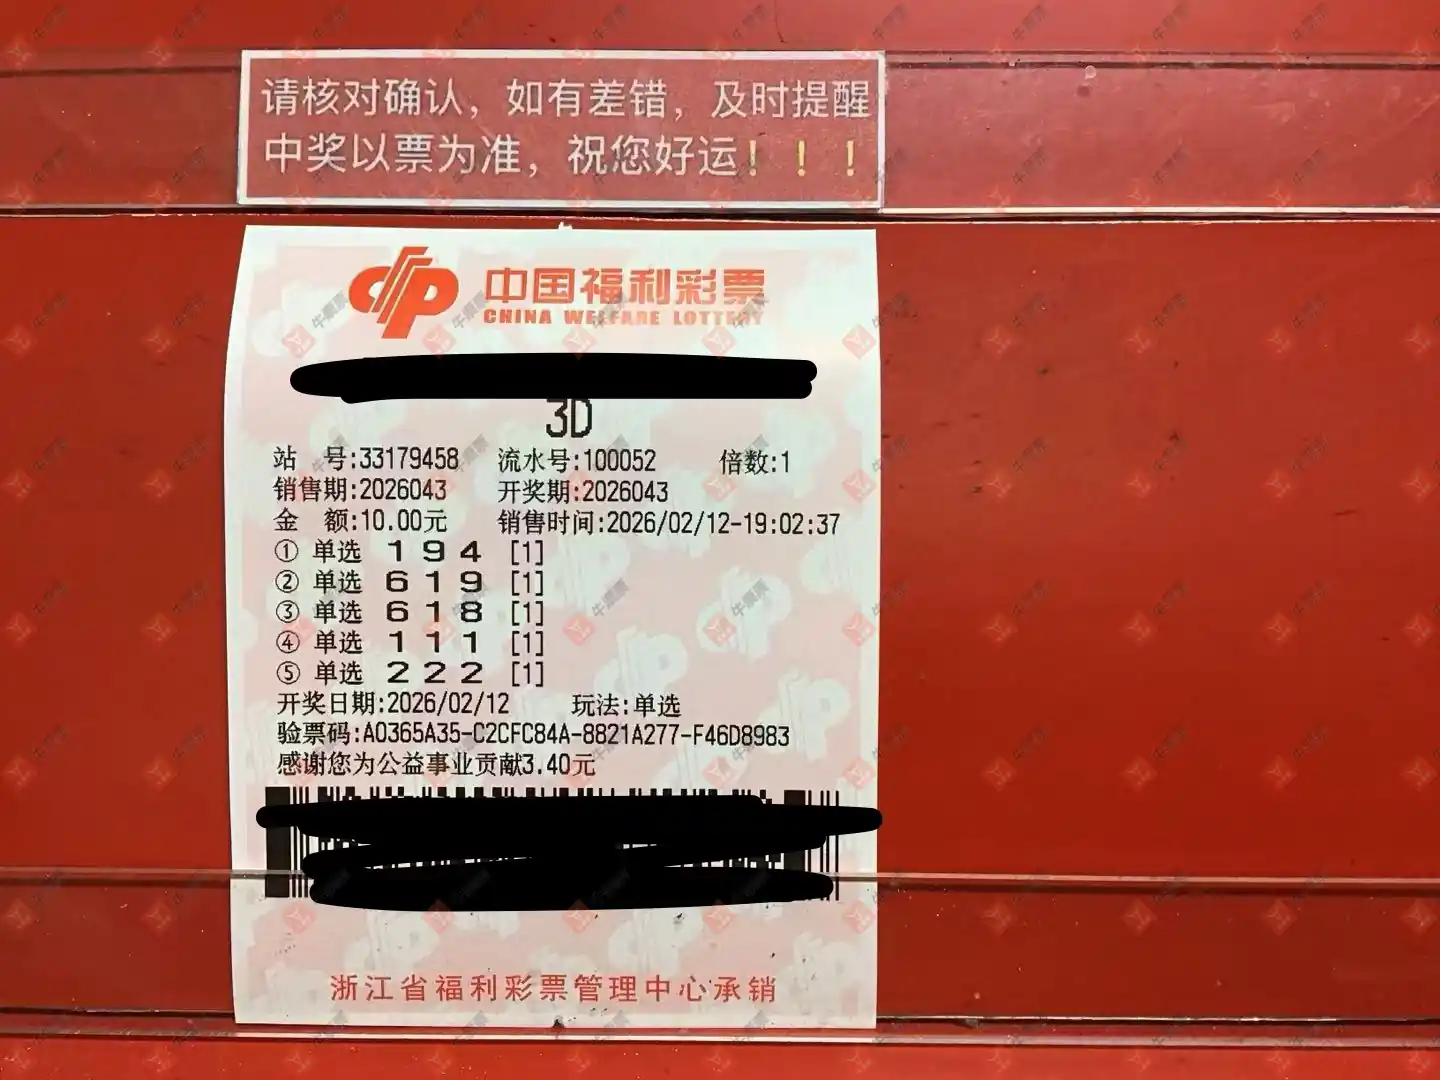 请核对确认，如有差错，及时提醒
中奖以票为准，祝您好运！！！
中国福利彩票
CHINA WELFARE LOTTERY
3D
站 号:33179458 流水号:100052 倍数:1
销售期:2026043 开奖期:2026043
金 额:10.00元 销售时间:2026/02/12-19:02:37
① 单选 1 9 4 [1]
② 单选 6 1 9 [1]
③ 单选 6 1 8 [1]
④ 单选 1 1 1 [1]
⑤ 单选 2 2 2 [1]
开奖日期:2026/02/12 玩法:单选
验票码:A0365A35-C2CFC84A-8821A277-F46D8983
感谢您为公益事业贡献3.40元
浙江省福利彩票管理中心承销